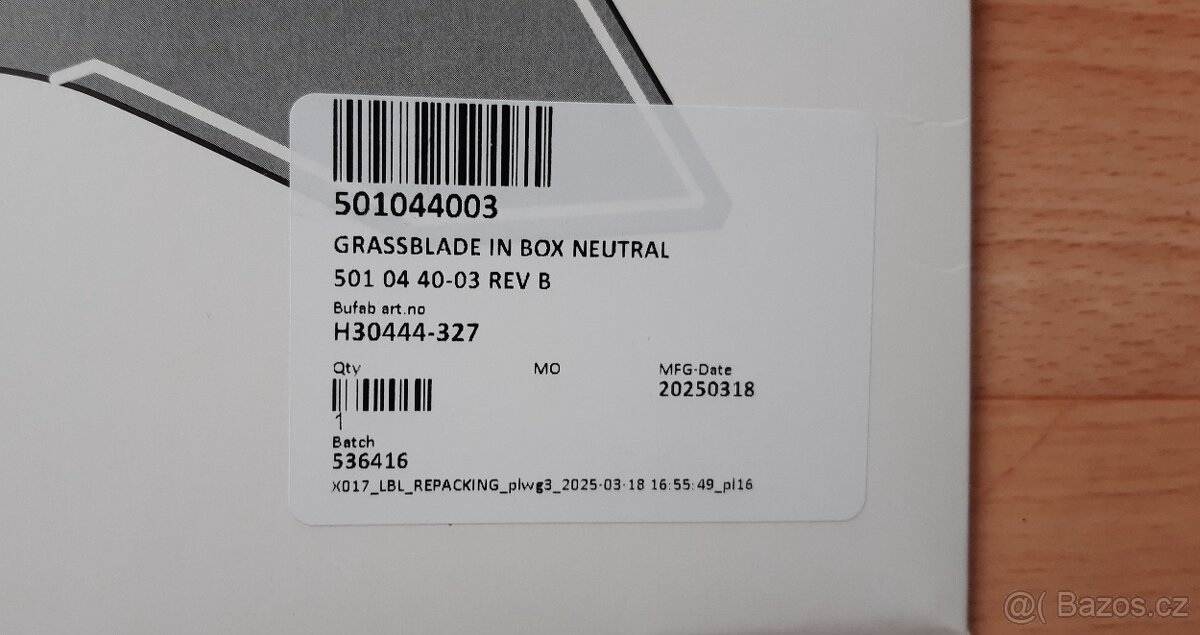 501044003
GRASSBLADE IN BOX NEUTRAL
501 04 40-03 REV B
Bufab art.no
H30444-327
Qty MO MFG-Date
20250318
1
Batch
536416
X017_LBL_REPACKING_plwg3_2025-03-18 16:55:49_pl16
@( Bazos.cz